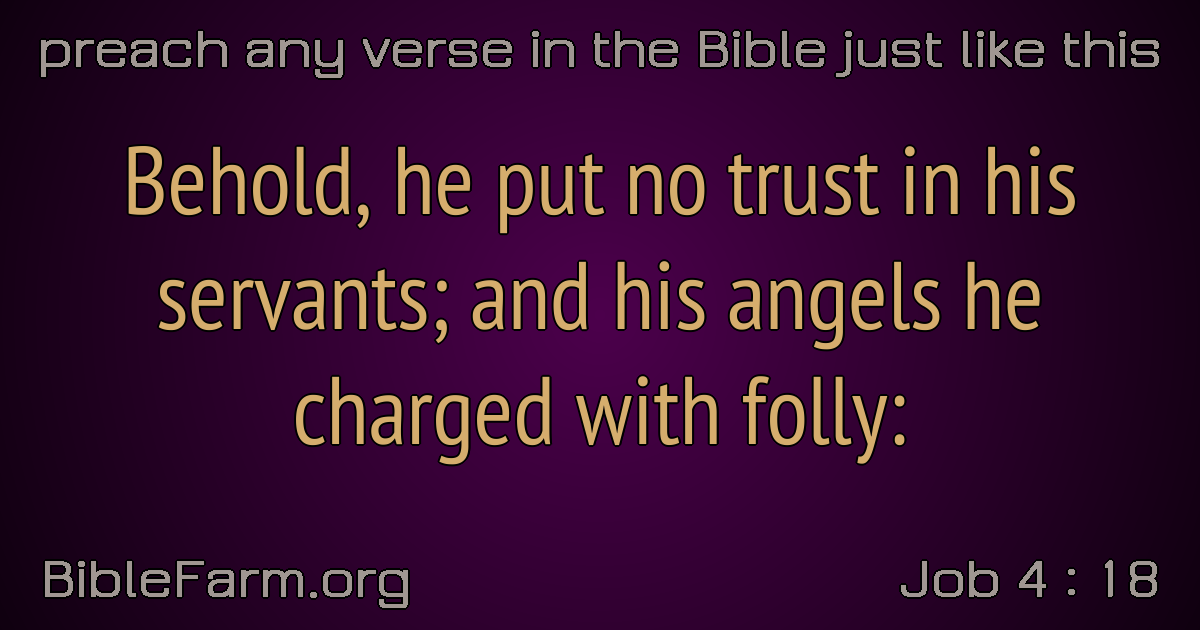 preach any verse in the Bible just like this
Behold, he put no trust in his
servants; and his angels he
charged with folly:
BibleFarm.org
Job 4 : 18